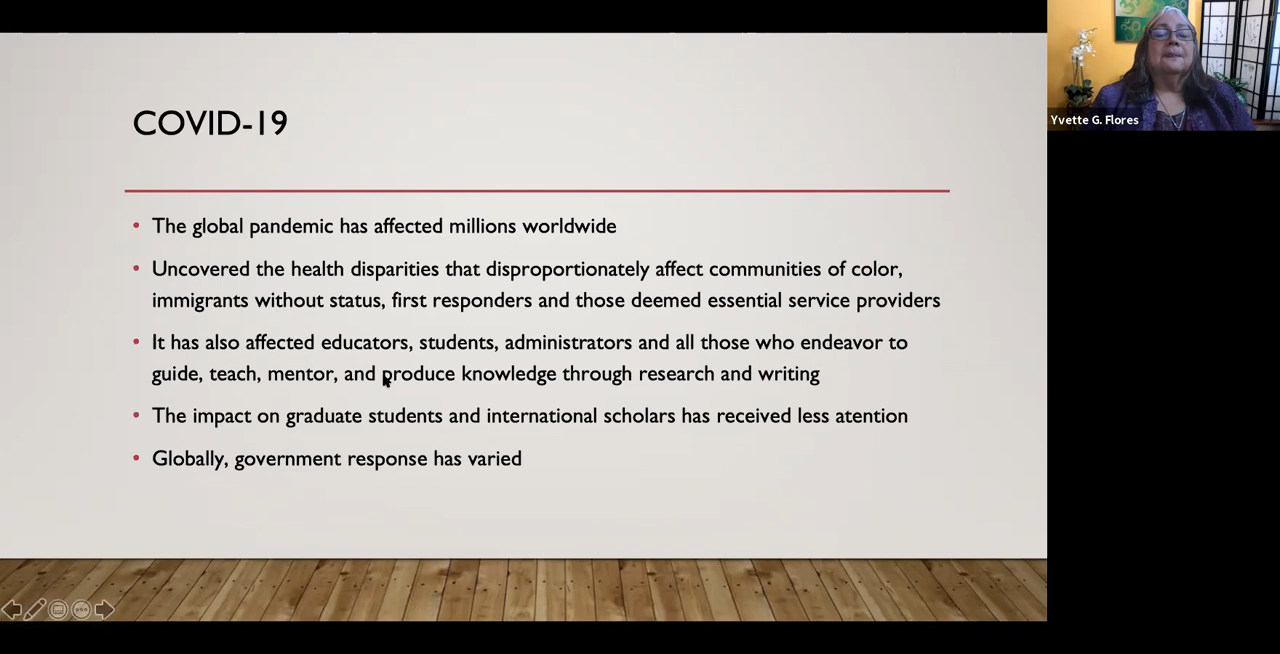 COVID-19
• The global pandemic has affected millions worldwide
• Uncovered the health disparities that disproportionately affect communities of color,
immigrants without status, first responders and those deemed essential service providers
• It has also affected educators, students, administrators and all those who endeavor to
guide, teach, mentor, and produce knowledge through research and writing
• The impact on graduate students and international scholars has received less atention
• Globally, government response has varied
Yvette G. Flores